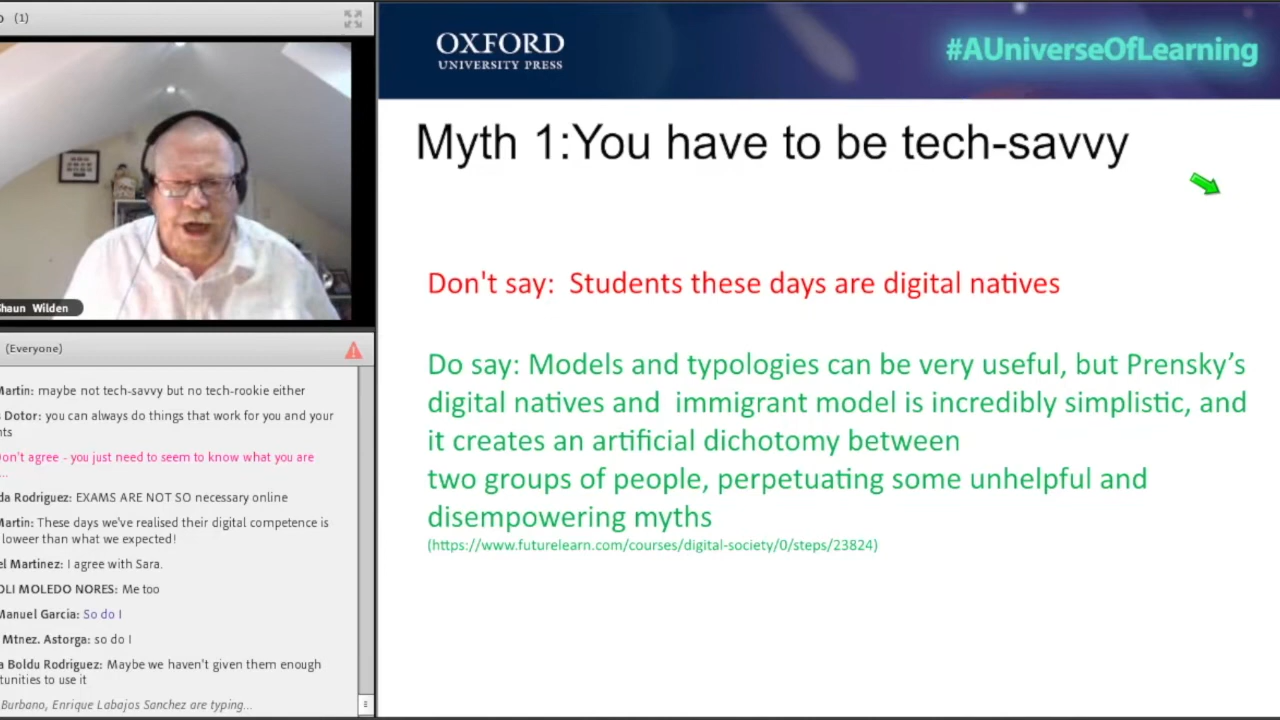 (1)
Shaun Wilden
(Everyone)
Martin: maybe not tech-savvy but no tech-rookie either
Dotor: you can always do things that work for you and your
on't agree - you just need to seem to know what you are
...
Rodriguez: EXAMS ARE NOT SO necessary online
Martin: These days we've realised their digital competence is
loweer than what we expected!
Martinez: I agree with Sara.
MOLEDO NORES: Me too
Manuel Garcia: So do I
Mtnez. Astorga: so do I
Boldu Rodriguez: Maybe we haven't given them enough
to use it
Burbano, Enrique Labajos Sanchez are typing...
OXFORD
UNIVERSITY PRESS
#AUniverseOfLearning
Myth 1:You have to be tech-savvy
Don't say: Students these days are digital natives
Do say: Models and typologies can be very useful, but Prensky's
digital natives and immigrant model is incredibly simplistic, and
it creates an artificial dichotomy between
two groups of people, perpetuating some unhelpful and
disempowering myths
(https://www.futurelearn.com/courses/digital-society/0/steps/23824)